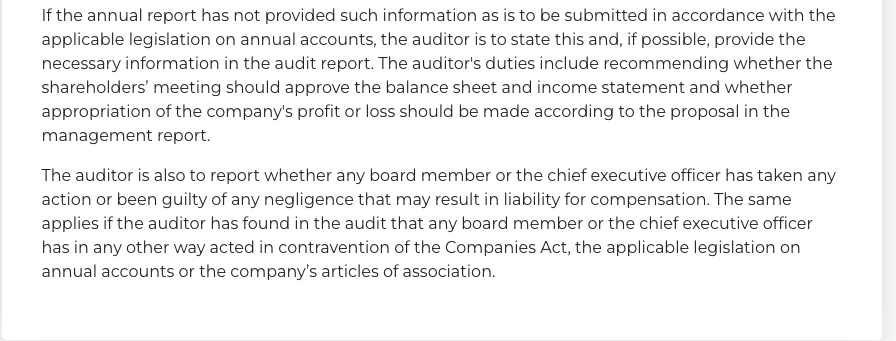 If the annual report has not provided such information as is to be submitted in accordance with the
applicable legislation on annual accounts, the auditor is to state this and, if possible, provide the
necessary information in the audit report. The auditor's duties include recommending whether the
shareholders’ meeting should approve the balance sheet and income statement and whether
appropriation of the company's profit or loss should be made according to the proposal in the
management report.
The auditor is also to report whether any board member or the chief executive officer has taken any
action or been guilty of any negligence that may result in liability for compensation. The same
applies if the auditor has found in the audit that any board member or the chief executive officer
has in any other way acted in contravention of the Companies Act, the applicable legislation on
annual accounts or the company’s articles of association.